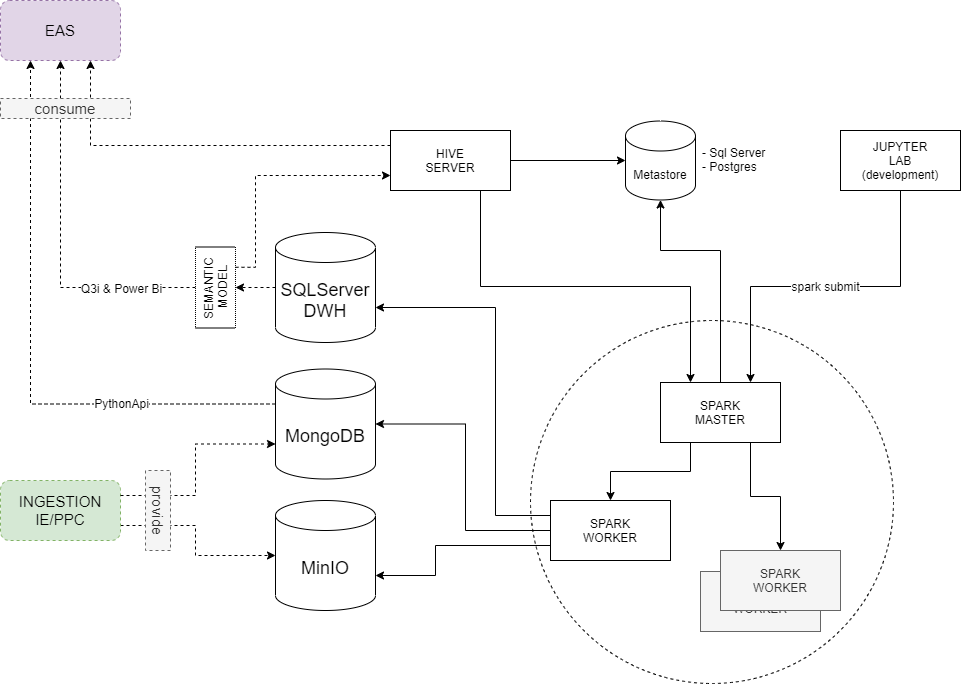 EAS
consume
HIVE
SERVER
Metastore
- Sql Server
- Postgres
JUPYTER
LAB
(development)
SEMANTIC
MODEL
Q3i & Power Bi
SQLServer
DWH
spark submit
PythonApi
MongoDB
SPARK
MASTER
INGESTION
IE/PPC
provide
MinIO
SPARK
WORKER
SPARK
WORKER
WORKER